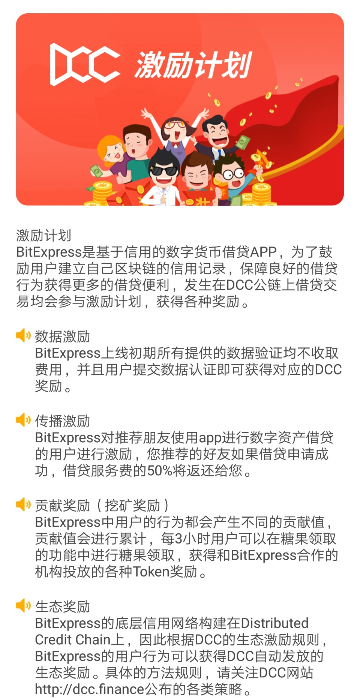 DCC 激励计划
激励计划
BitExpress是基于信用的数字货币借贷APP，为了鼓
励用户建立自己区块链的信用记录，保障良好的借贷
行为获得更多的借贷便利，发生在DCC公链上借贷交
易均会参与激励计划，获得各种奖励。
数据激励
BitExpress上线初期所有提供的数据验证均不收取
费用，并且用户提交数据认证即可获得对应的DCC
奖励。
传播激励
BitExpress对推荐朋友使用app进行数字资产借贷
的用户进行激励，您推荐的好友如果借贷申请成
功，借贷服务费的50%将返还给您。
贡献奖励（挖矿奖励）
BitExpress中用户的行为都会产生不同的贡献值，
贡献值会进行累计，每3小时用户可以在糖果领取
的功能中进行糖果领取，获得和BitExpress合作的
机构投放的各种Token奖励。
生态奖励
BitExpress的底层信用网络构建在Distributed
Credit Chain上，因此根据DCC的生态激励规则，
BitExpress的用户行为可以获得DCC自动发放的
生态奖励。具体的方法规则，请关注DCC网站
http://dcc.finance公布的各类策略。